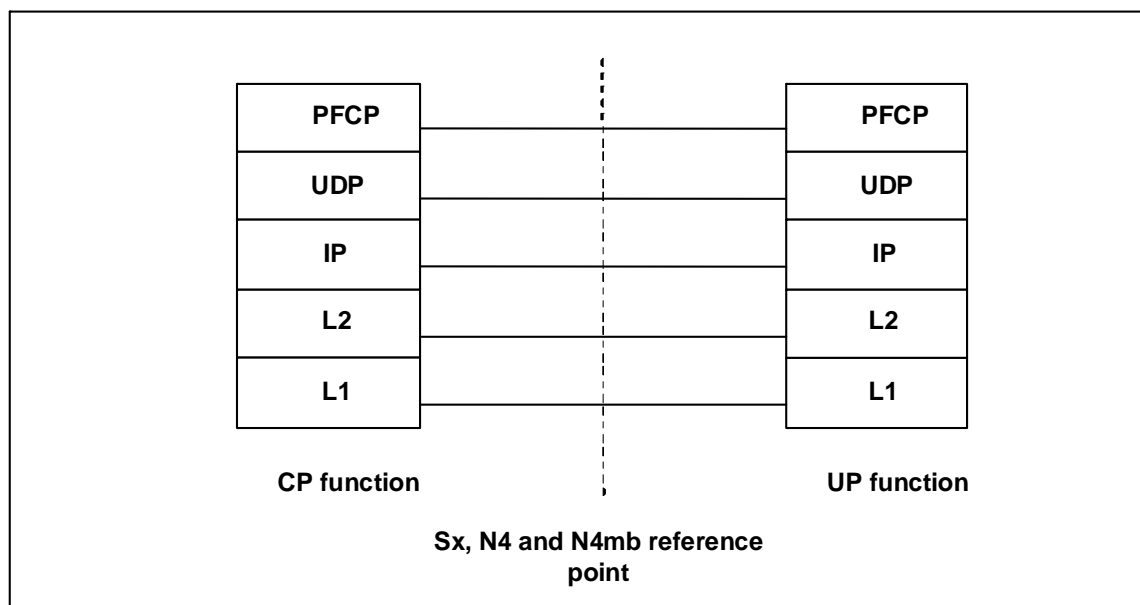 PFCP PFCP
UDP UDP
IP IP
L2 L2
L1 L1
CP function UP function
Sx, N4 and N4mb reference
point